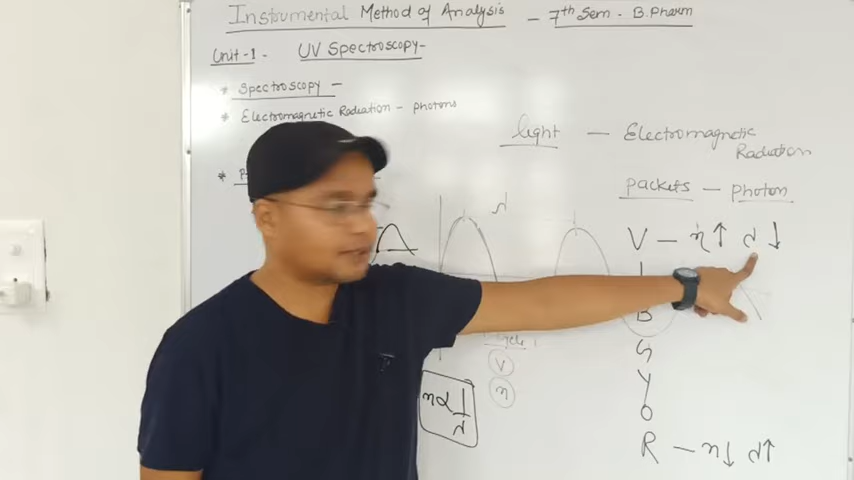 Instrumental Method of Analysis - 7th Sem - B.Pharm
Unit-1 - UV Spectroscopy-
* Spectroscopy -
* Electromagnetic Radiation - photons
light - Electromagnetic Radiation
* P
packets - Photon
λ
V - η ↑ λ ↓
I
B
G
Y
O
R - η ↓ λ ↑
V
η
η ∝ 1/λ